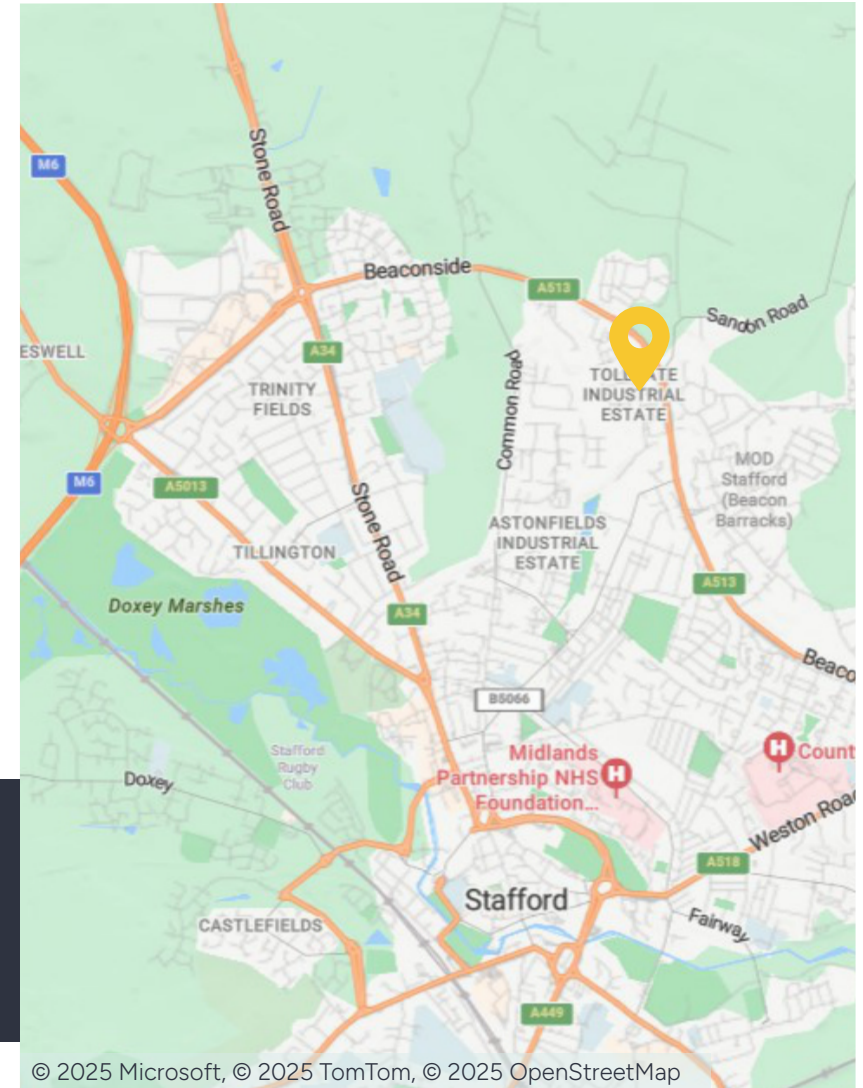 M6
Stone Road
Beaconside
A513
Sandon Road
ESWELL
A34
TRINITY
FIELDS
TOLLGATE
INDUSTRIAL
ESTATE
Common Road
M6
A5013
Stone Road
MOD
Stafford
(Beacon
Barracks)
ASTONFIELDS
INDUSTRIAL
ESTATE
TILLINGTON
A513
Doxey Marshes
A34
Beaco
B5066
Stafford
Rugby
Club
Midlands
Partnership NHS
Foundation...
H
H
Count
Doxey
Weston Road
A518
Stafford
CASTLEFIELDS
Fairway
A449
© 2025 Microsoft, © 2025 TomTom, © 2025 OpenStreetMap